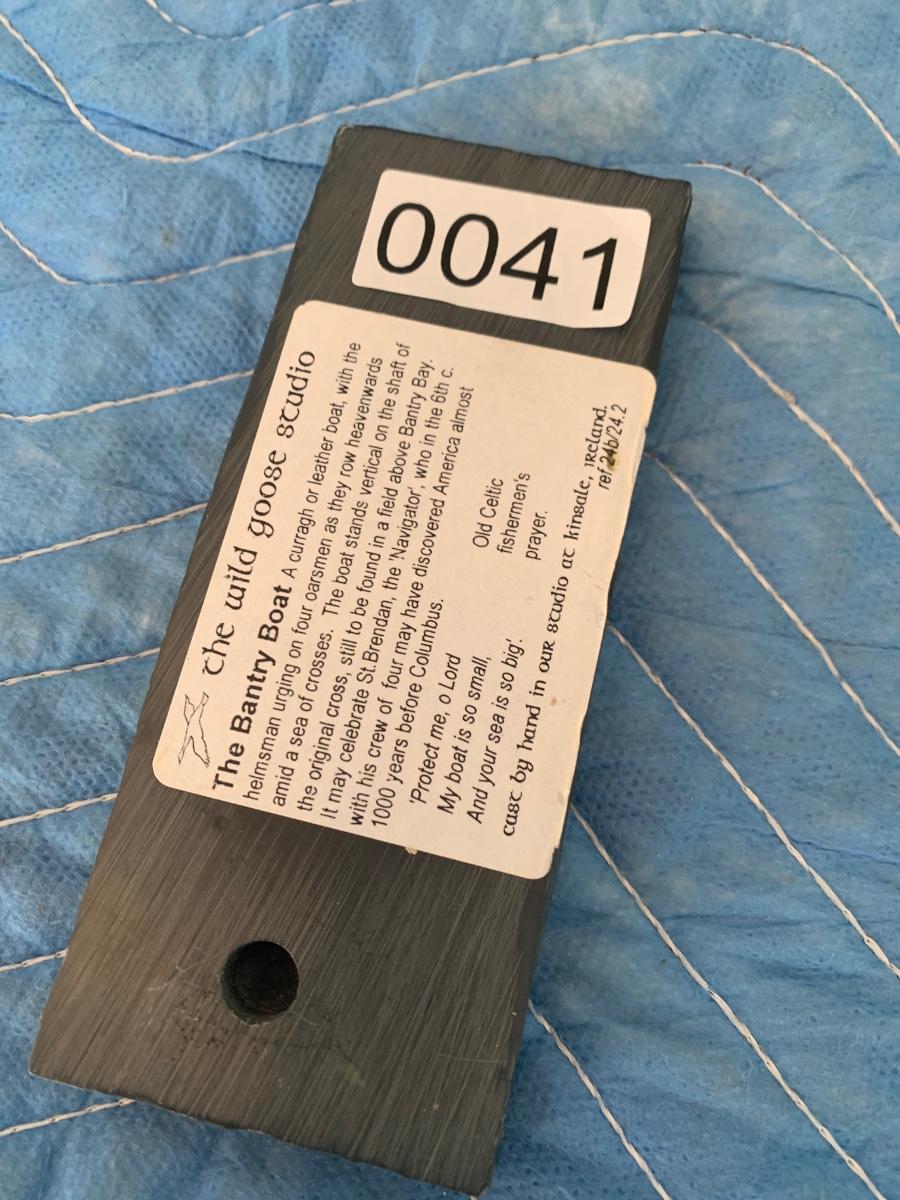 0041
the wild goose studio
The Bantry Boat A curragh or leather boat, with the
helmsman urging on four oarsmen as they row heavenwards
amid a sea of crosses. The boat stands vertical on the shaft of
the original cross, still to be found in a field above Bantry Bay.
It may celebrate St.Brendan, the 'Navigator', who in the 6th c.
with his crew of four may have discovered America almost
1000 years before Columbus.
'Protect me, o Lord
My boat is so small,
And your sea is so big'.
Old Celtic
fishermen's
prayer.
cast by hand in our studio at kinsale, ireland.
ref 24b/24.2